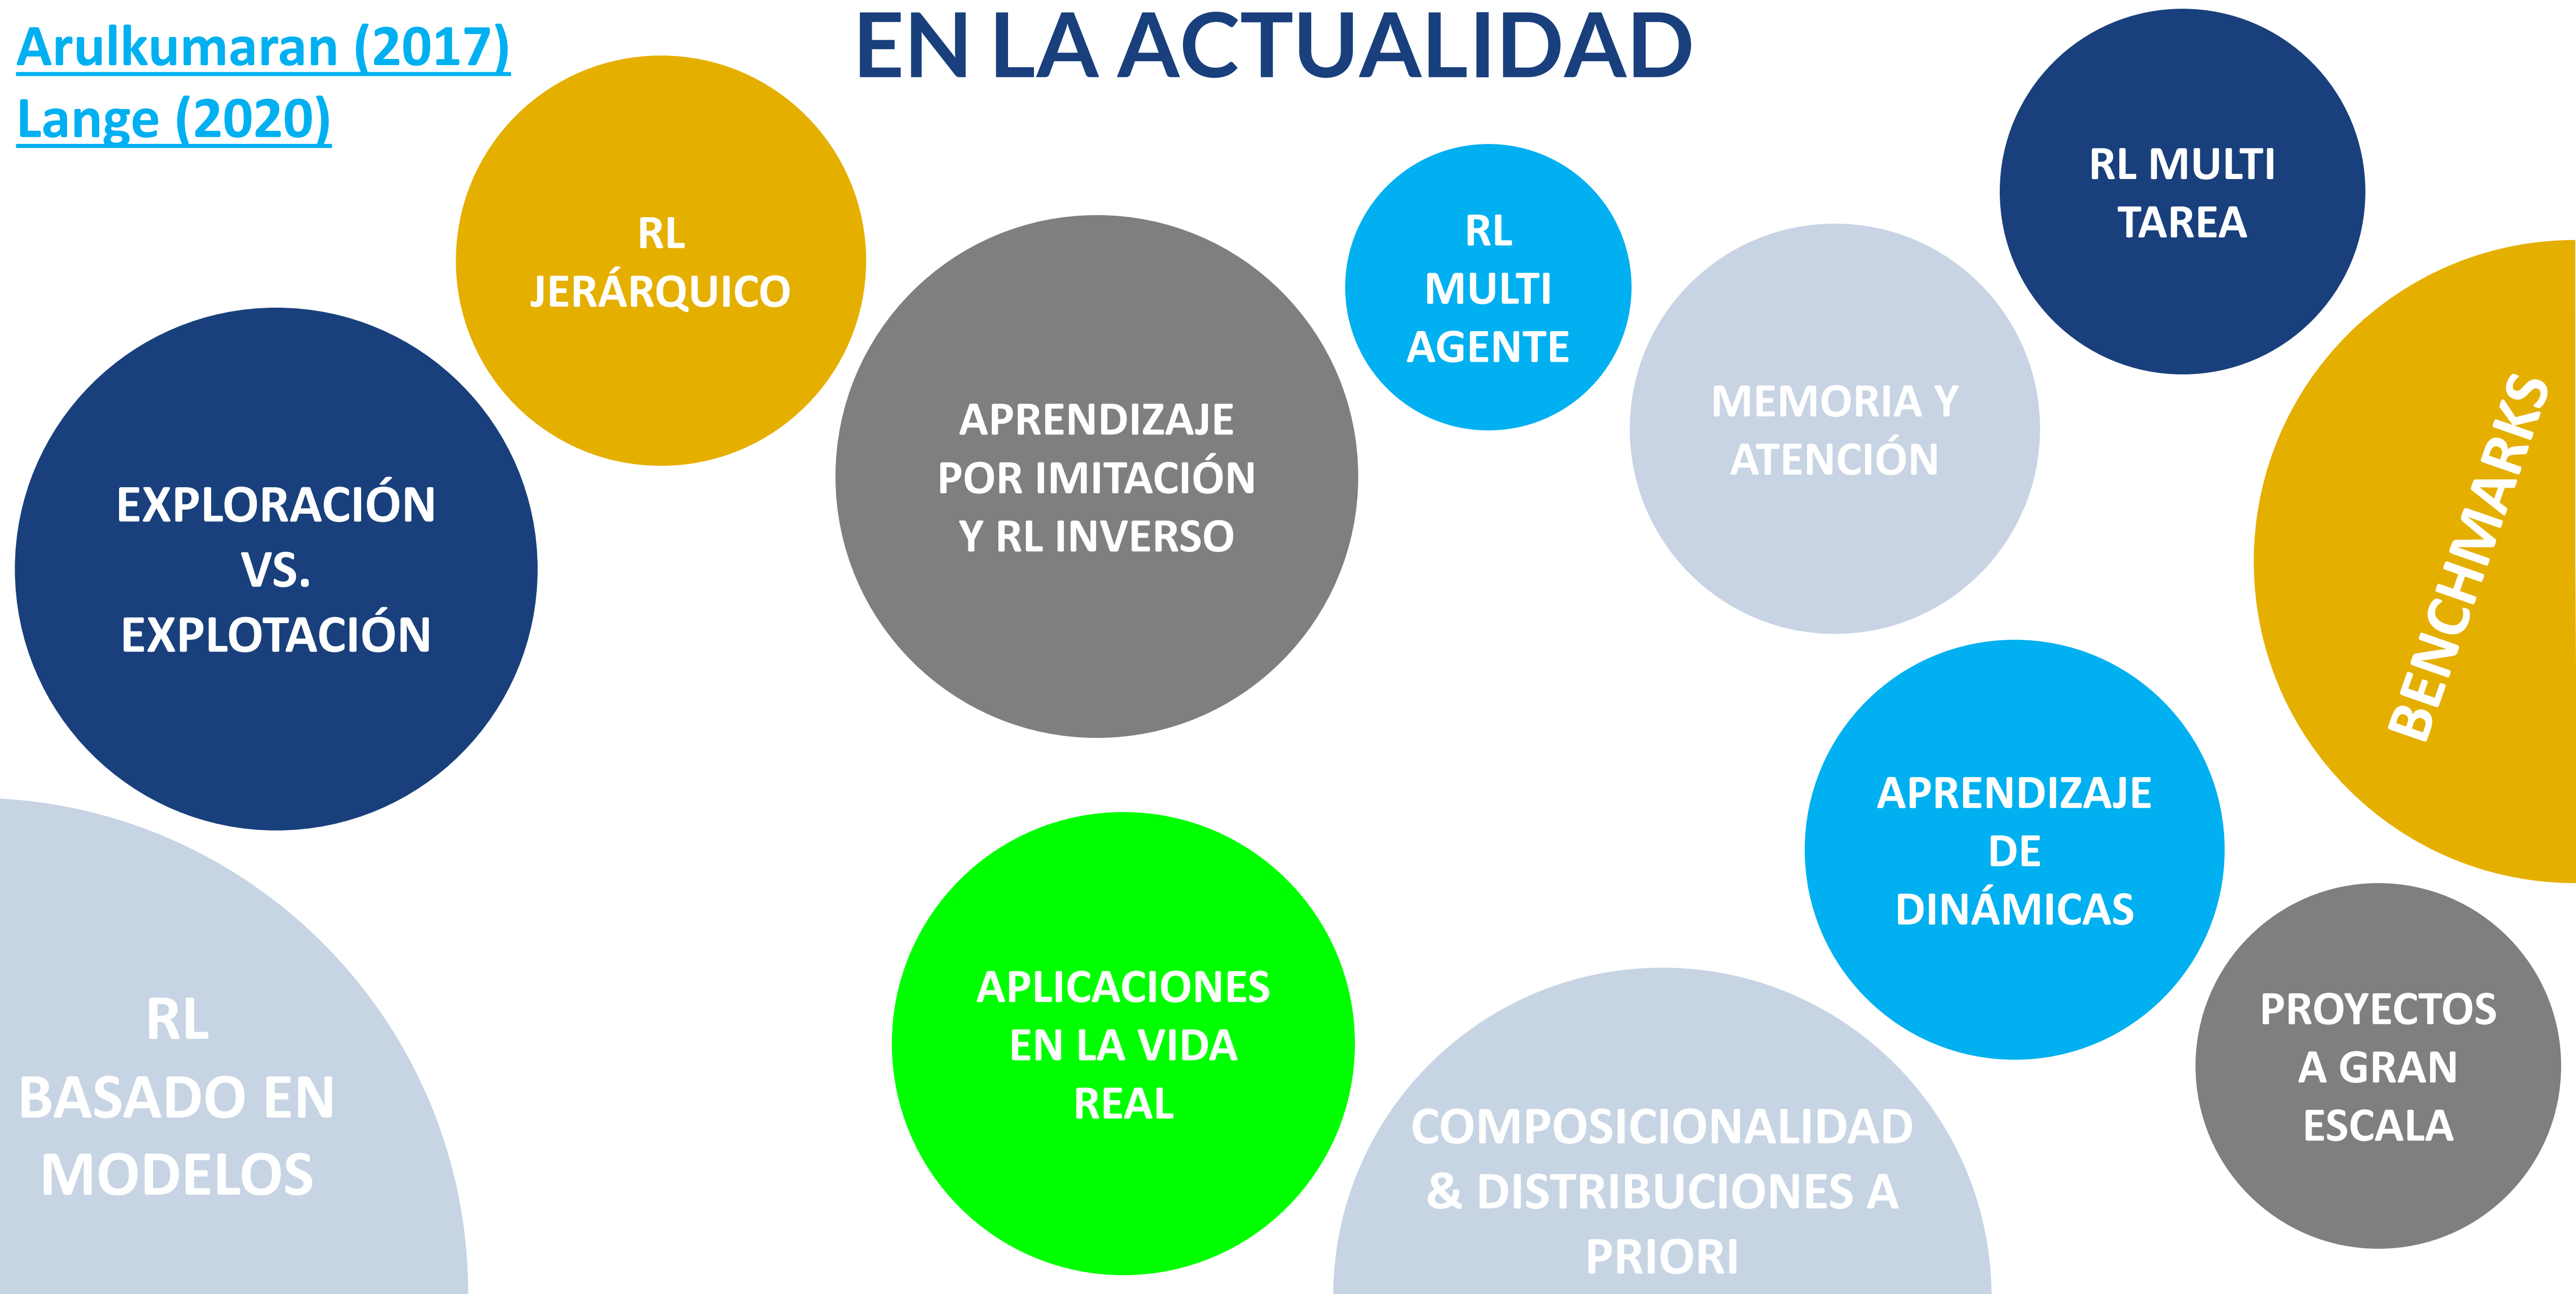 EN LA ACTUALIDAD
Arulkumaran (2017)
Lange (2020)
RL
JERÁRQUICO
RL
MULTI
AGENTE
RL MULTI
TAREA
EXPLORACIÓN
VS.
EXPLOTACIÓN
APRENDIZAJE
POR IMITACIÓN
Y RL INVERSO
MEMORIA Y
ATENCIÓN
BENCHMARKS
APRENDIZAJE
DE
DINÁMICAS
RL
BASADO EN
MODELOS
APLICACIONES
EN LA VIDA
REAL
COMPOSICIONALIDAD
& DISTRIBUCIONES A
PRIORI
PROYECTOS
A GRAN
ESCALA